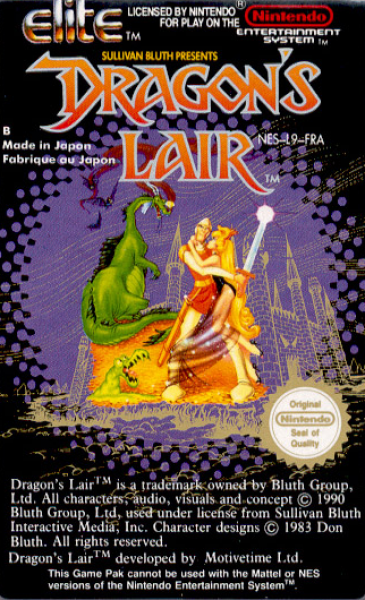 elite TM
LICENSED BY NINTENDO®
FOR PLAY ON THE
Nintendo®
ENTERTAINMENT
SYSTEM TM
SULLIVAN BLUTH PRESENTS
DRAGON'S
LAIR TM
B
Made in Japan
Fabrique au Japon
NES-L9-FRA
Original
Nintendo
Seal of
Quality
Dragon's Lair™ is a trademark owned by Bluth Group,
Ltd. All characters, audio, visuals and concept © 1990
Bluth Group, Ltd, used under license from Sullivan Bluth
Interactive Media, Inc. Character designs © 1983 Don
Bluth. All rights reserved.
Dragon's Lair™ developed by Motivetime Ltd.
This Game Pak cannot be used with the Mattel or NES
versions of the Nintendo Entertainment System™.